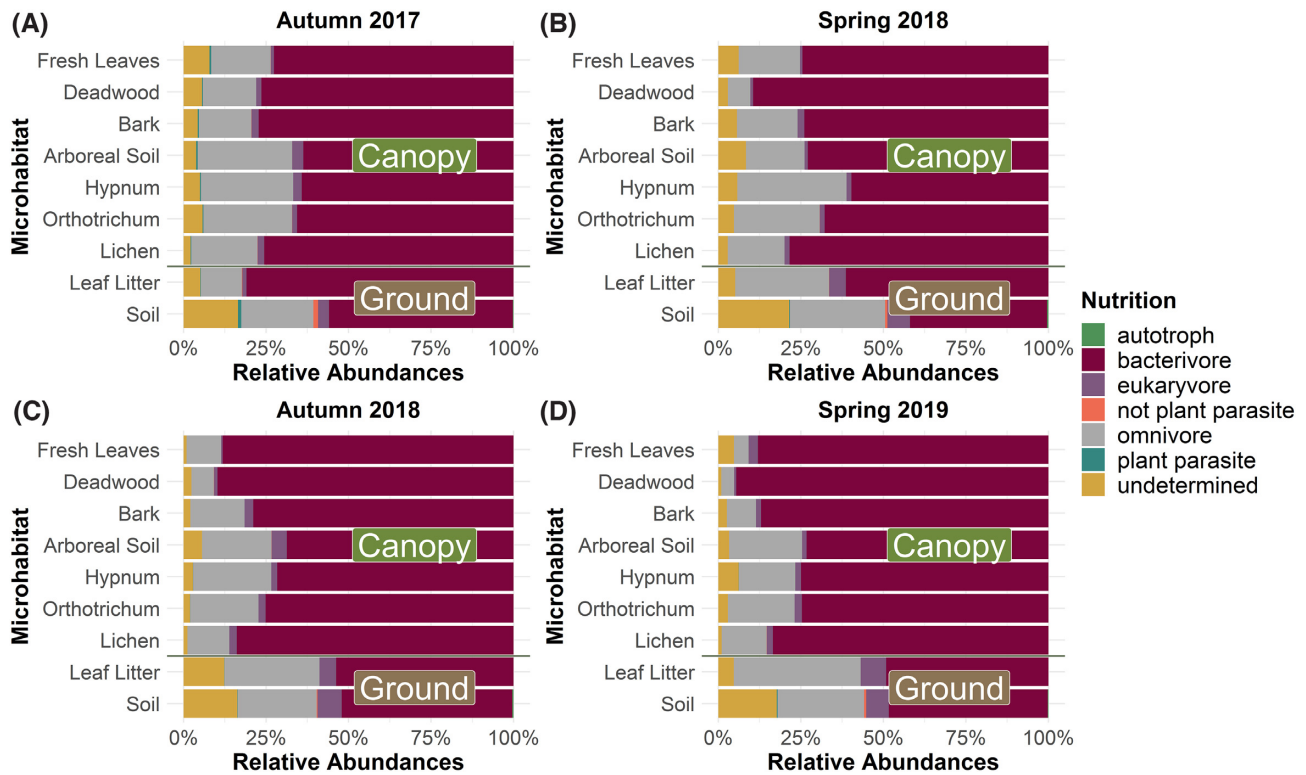 (A)
Autumn 2017
Microhabitat
Fresh Leaves
Deadwood
Bark
Arboreal Soil
Hypnum
Orthotrichum
Lichen
Leaf Litter
Soil
Canopy
Ground
0% 25% 50% 75% 100%
Relative Abundances
(B)
Spring 2018
Microhabitat
Fresh Leaves
Deadwood
Bark
Arboreal Soil
Hypnum
Orthotrichum
Lichen
Leaf Litter
Soil
Canopy
Ground
0% 25% 50% 75% 100%
Relative Abundances
(C)
Autumn 2018
Microhabitat
Fresh Leaves
Deadwood
Bark
Arboreal Soil
Hypnum
Orthotrichum
Lichen
Leaf Litter
Soil
Canopy
Ground
0% 25% 50% 75% 100%
Relative Abundances
(D)
Spring 2019
Microhabitat
Fresh Leaves
Deadwood
Bark
Arboreal Soil
Hypnum
Orthotrichum
Lichen
Leaf Litter
Soil
Canopy
Ground
0% 25% 50% 75% 100%
Relative Abundances
Nutrition
autotroph
bacterivore
eukaryvore
not plant parasite
omnivore
plant parasite
undetermined